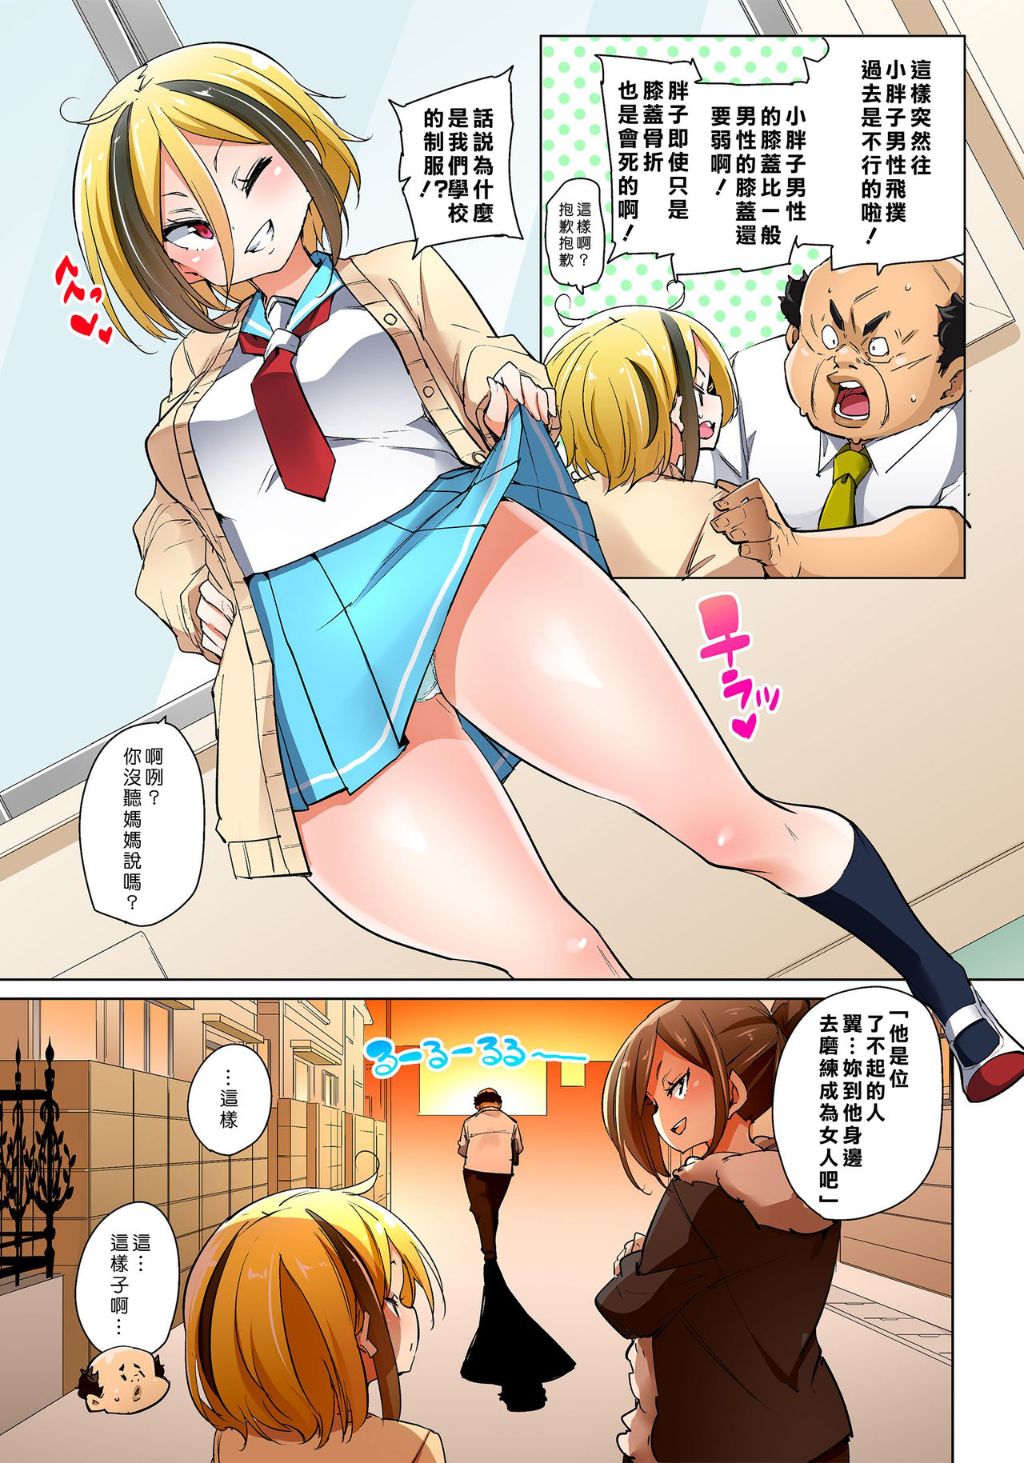 這樣突然往
小胖子男性飛撲
過去是不行的啦！
小胖子男性
的膝蓋比一般
男性的膝蓋還
要弱啊！
胖子即使只是
膝蓋骨折
也是會死的啊！
這樣啊？
抱歉抱歉
話說為什麼
是我們學校
的制服！？
へへっ
キラッ
啊咧？
你沒聽媽媽說嗎？
「他是位
了不起的人
翼…妳到他身邊
去磨練成為女人吧」
るーるーるる〜
…這樣
這…
這樣子啊…